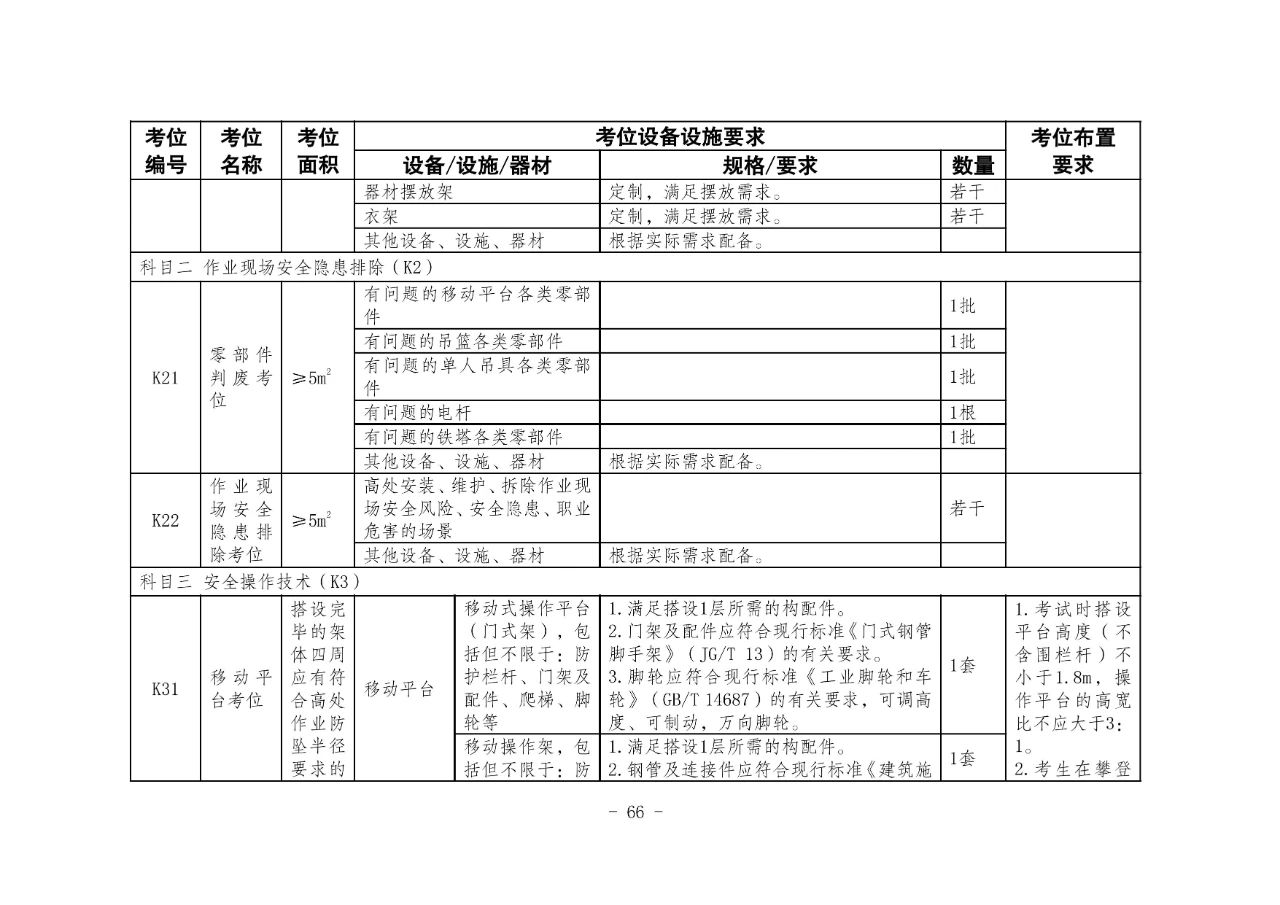 考位编号 考位名称 考位面积 考位设备设施要求 考位布置要求
设备/设施/器材 规格/要求 数量
器材摆放架 定制，满足摆放需求。 若干
衣架 定制，满足摆放需求。 若干
其他设备、设施、器材 根据实际需求配备。
科目二 作业现场安全隐患排除（K2）
K21
零部件
判废考
位
≥5m²
有问题的移动平台各类零部
件
1批
有问题的吊篮各类零部件 1批
有问题的单人吊具各类零部
件
1批
有问题的电杆 1根
有问题的铁塔各类零部件 1批
其他设备、设施、器材 根据实际需求配备。
K22
作业现
场安全
隐患排
除考位
≥5m²
高处安装、维护、拆除作业现
场安全风险、安全隐患、职业
危害的场景
若干
其他设备、设施、器材 根据实际需求配备。
科目三 安全操作技术（K3）
K31
移动平
台考位
搭设完
毕的架
体四周
应有符
合高处
作业防
坠半径
要求的
移动平台
移动式操作平台
（门式架），包
括但不限于：防
护栏杆、门架及
配件、爬梯、脚
轮等
1.满足搭设1层所需的构配件。
2.门架及配件应符合现行标准《门式钢管
脚手架》（JG/T 13）的有关要求。
3.脚轮应符合现行标准《工业脚轮和车
轮》（GB/T 14687）的有关要求，可调高
度、可制动，万向脚轮。
1套
移动操作架，包
括但不限于：防
1.满足搭设1层所需的构配件。
2.钢管及连接件应符合现行标准《建筑施
1套
1.考试时搭设
平台高度（不
含围栏杆）不
小于1.8m，操
作平台的高宽
比不应大于3:
1。
2.考生在攀登
- 66 -